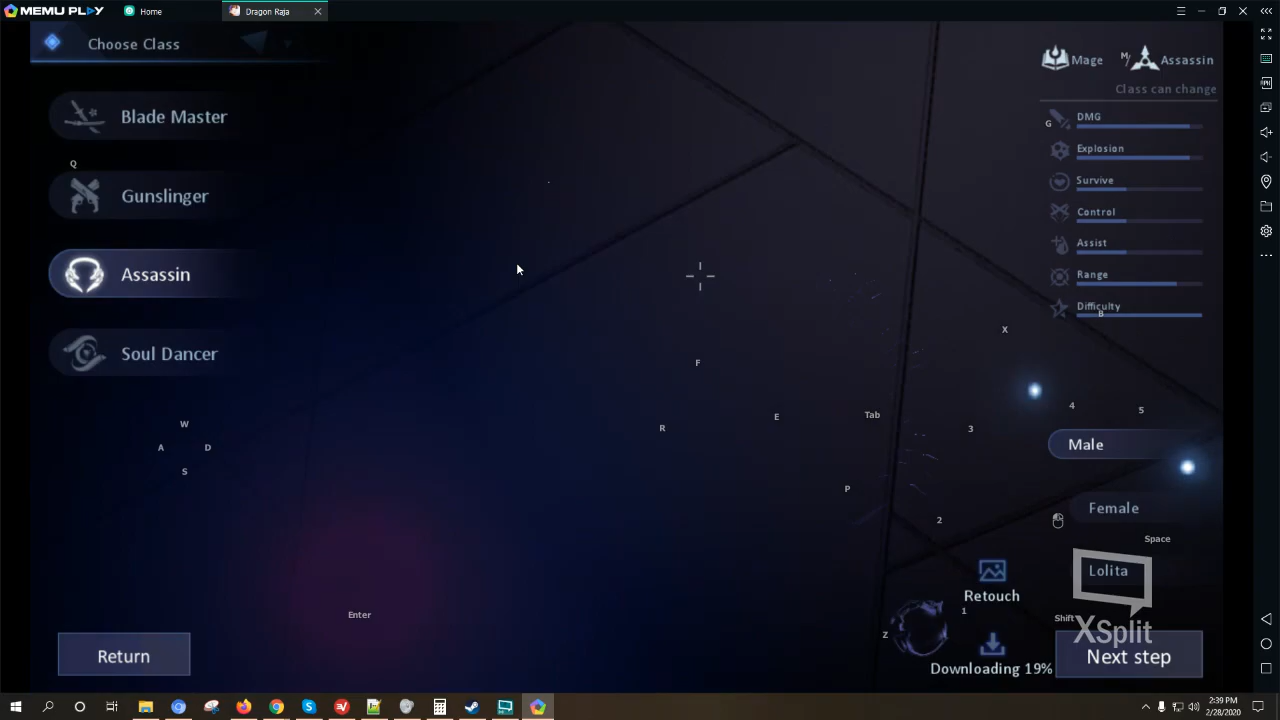 MEMU PLAY
Home
Dragon Raja
Choose Class
Blade Master
Q
Gunslinger
Assassin
Soul Dancer
W
A
D
S
Enter
Return
Mage
M/
Assassin
Class can change
G
DMG
Explosion
Survive
Control
Assist
Range
Difficulty
B
X
F
R
E
Tab
3
4
5
P
2
Male
Female
Space
Lolita
XSplit
Retouch
1
Shift
Z
Downloading 19%
Next step
2:39 PM
2/28/2020